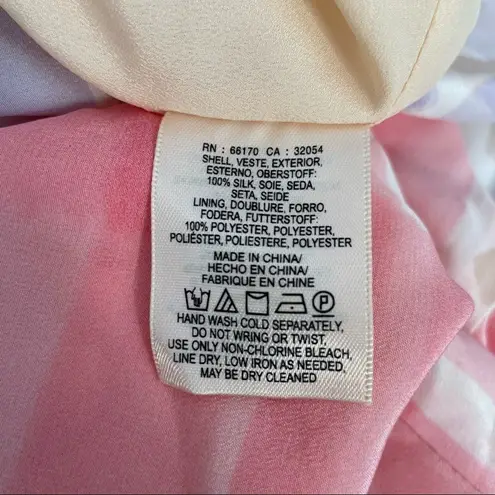 RN : 66170 CA : 32054
SHELL, VESTE, EXTERIOR,
ESTERNO, OBERSTOFF:
100% SILK, SOIE, SEDA,
SETA, SEIDE
LINING, DOUBLURE, FORRO,
FODERA, FUTTERSTOFF:
100% POLYESTER, POLYESTER,
POLIÉSTER, POLIESTERE, POLYESTER
MADE IN CHINA/
HECHO EN CHINA/
FABRIQUE EN CHINE
P
HAND WASH COLD SEPARATELY,
DO NOT WRING OR TWIST,
USE ONLY NON-CHLORINE BLEACH,
LINE DRY, LOW IRON AS NEEDED,
MAY BE DRY CLEANED